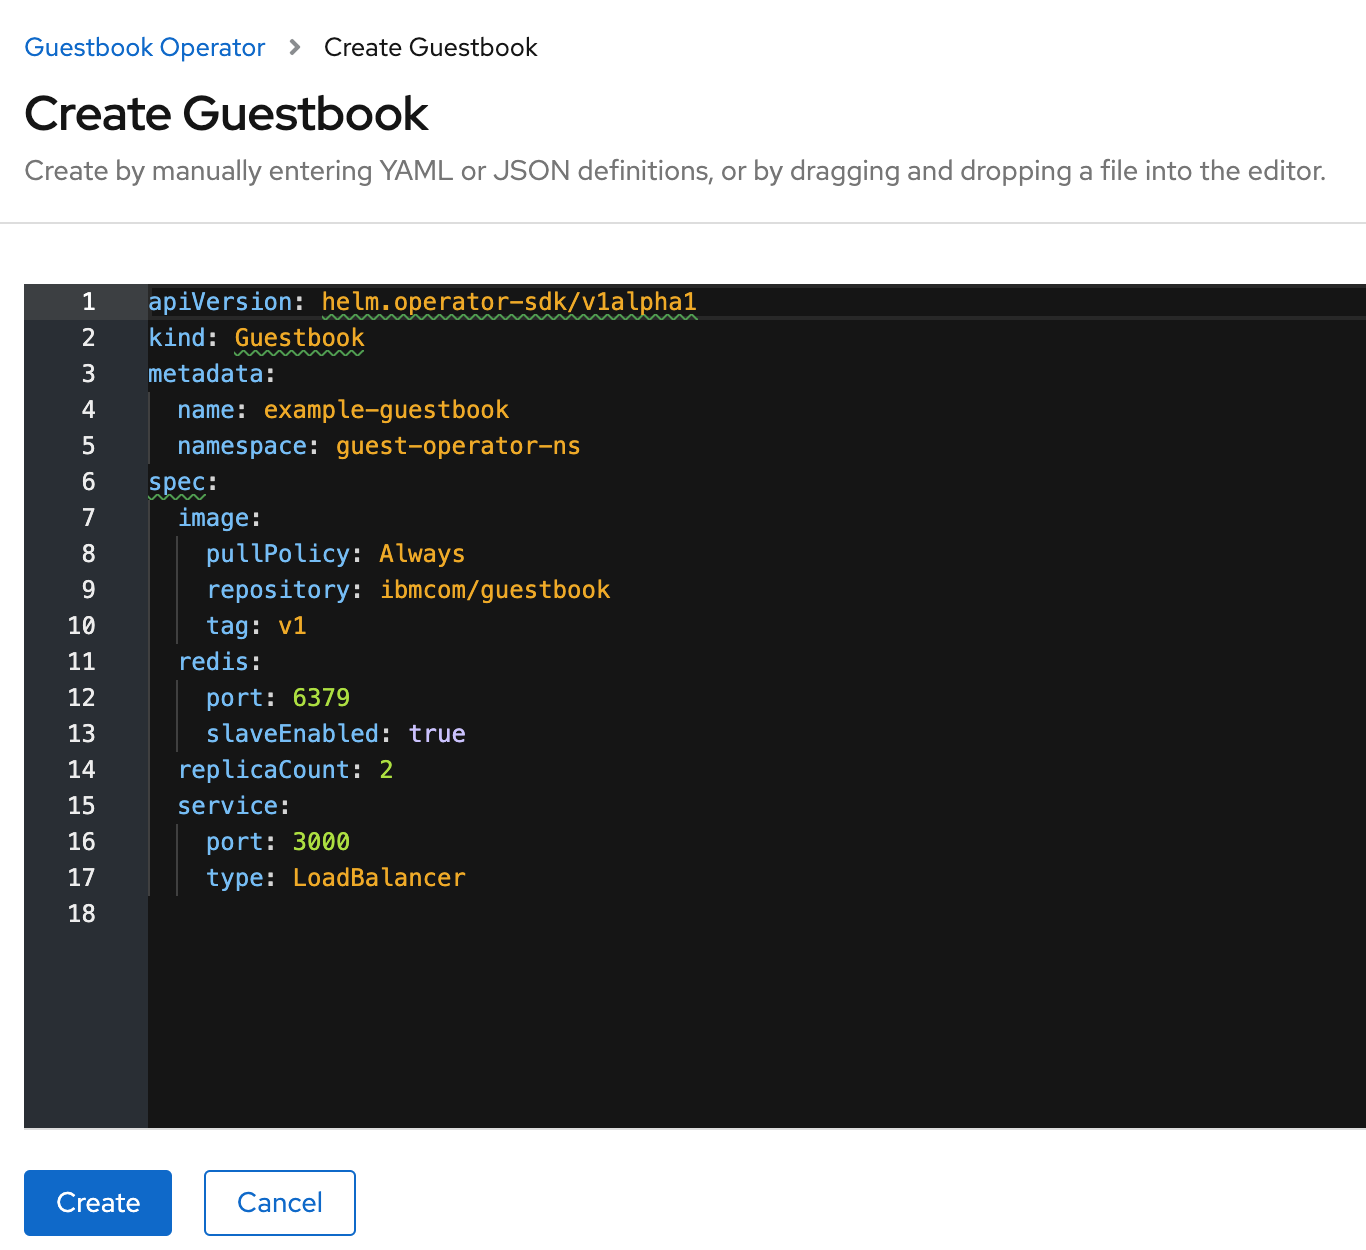 Guestbook Operator > Create Guestbook
Create Guestbook
Create by manually entering YAML or JSON definitions, or by dragging and dropping a file into the editor.
1 apiVersion: helm.operator-sdk/v1alpha1
2 kind: Guestbook
3 metadata:
4   name: example-guestbook
5   namespace: guest-operator-ns
6 spec:
7   image:
8     pullPolicy: Always
9     repository: ibmcom/guestbook
10     tag: v1
11   redis:
12     port: 6379
13     slaveEnabled: true
14   replicaCount: 2
15   service:
16     port: 3000
17     type: LoadBalancer
18
Create Cancel